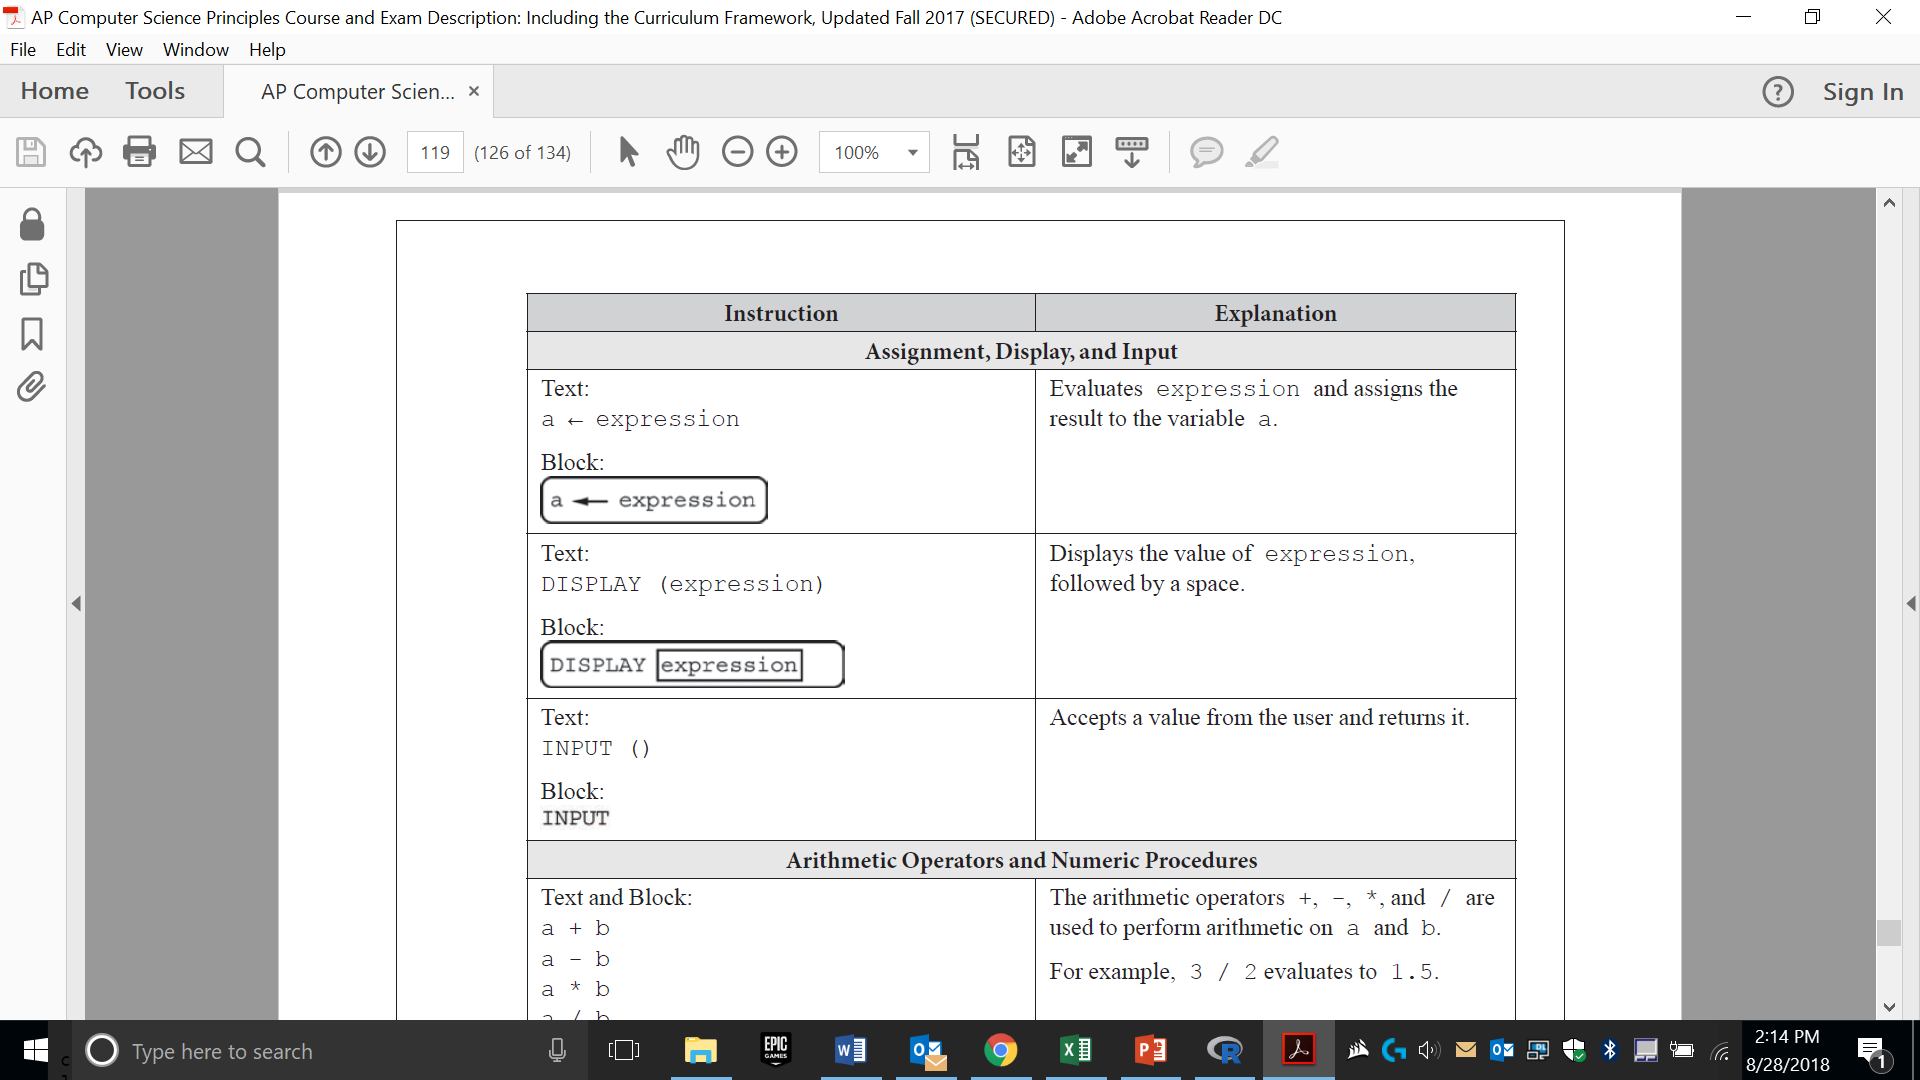 AP Computer Science Principles Course and Exam Description: Including the Curriculum Framework, Updated Fall 2017 (SECURED) - Adobe Acrobat Reader DC
File Edit View Window Help
Home Tools AP Computer Scien... × ? Sign In
119 (126 of 134) 100%
Instruction Explanation
Assignment, Display, and Input
Text: Evaluates expression and assigns the
a ← expression result to the variable a.
Block:
a ← expression
Text: Displays the value of expression,
DISPLAY (expression) followed by a space.
Block:
DISPLAY expression
Text: Accepts a value from the user and returns it.
INPUT ()
Block:
INPUT
Arithmetic Operators and Numeric Procedures
Text and Block: The arithmetic operators +, -, *, and / are
a + b used to perform arithmetic on a and b.
a - b
For example, 3 / 2 evaluates to 1.5.
a * b
a / b
Type here to search
EPIC GAMES
2:14 PM
8/28/2018
1